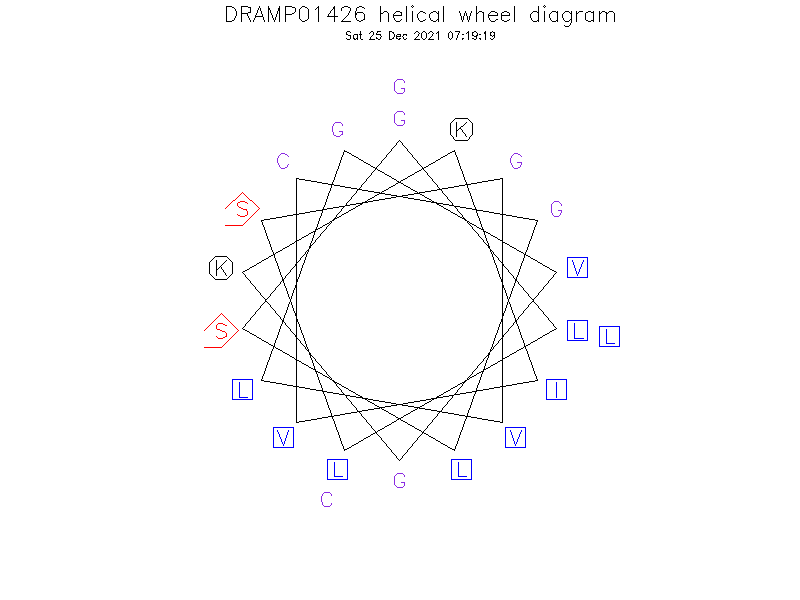 DRAMP01426 helical wheel diagram
Sat 25 Dec 2021 07:19:19
G
G
G K
C G
S G
K V
S L L
L I
V V
L L
G
C